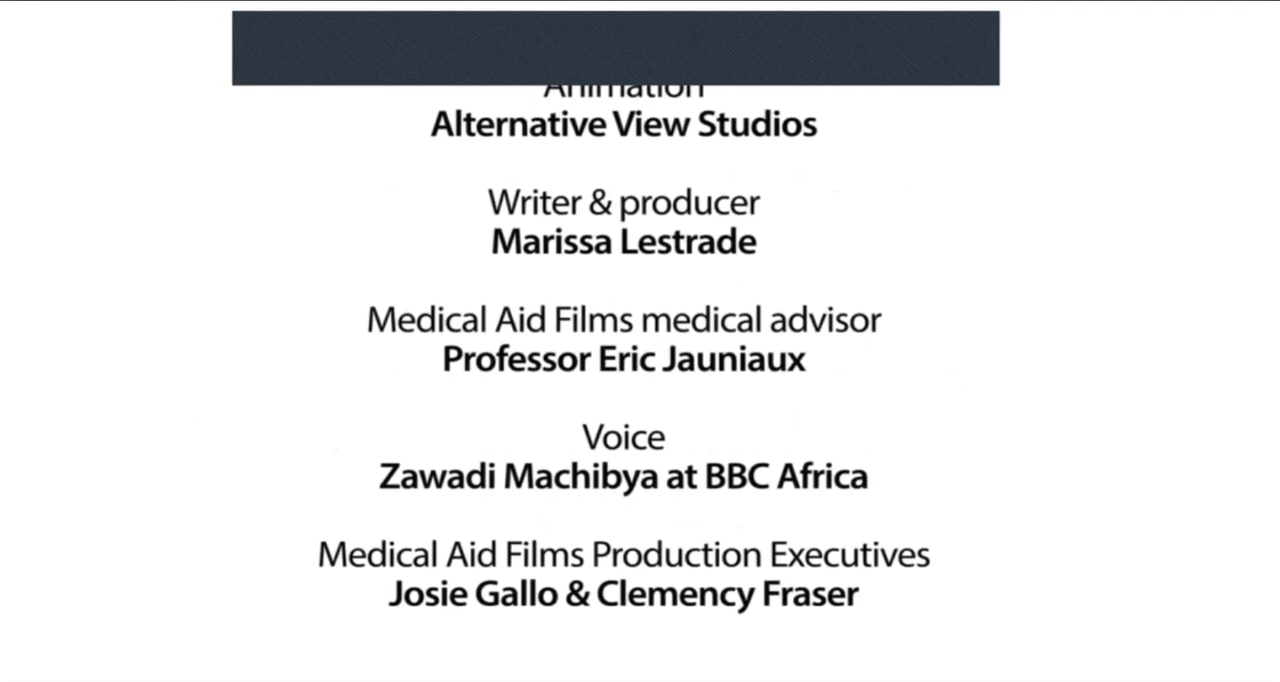 Animation
Alternative View Studios
Writer & producer
Marissa Lestrade
Medical Aid Films medical advisor
Professor Eric Jauniaux
Voice
Zawadi Machibya at BBC Africa
Medical Aid Films Production Executives
Josie Gallo & Clemency Fraser